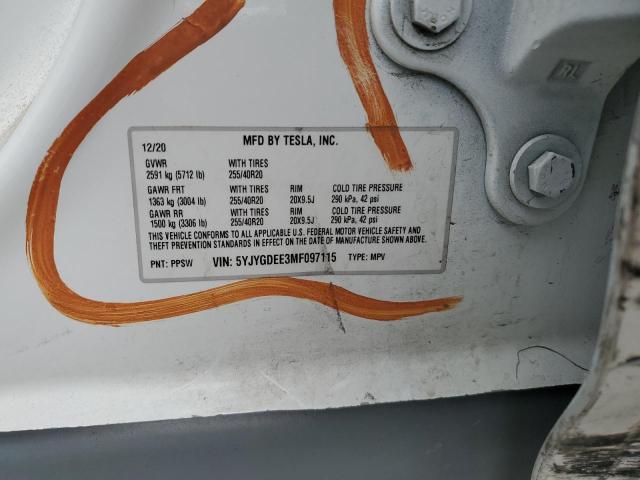 12/20 MFD BY TESLA, INC.
GVWR WITH TIRES
2591 kg (5712 lb) 255/40R20
GAWR FRT WITH TIRES RIM COLD TIRE PRESSURE
1363 kg (3004 lb) 255/40R20 20X9.5J 290 kPa, 42 psi
GAWR RR WITH TIRES RIM COLD TIRE PRESSURE
1500 kg (3306 lb) 255/40R20 20X9.5J 290 kPa, 42 psi
THIS VEHICLE CONFORMS TO ALL APPLICABLE U.S. FEDERAL MOTOR VEHICLE SAFETY AND
THEFT PREVENTION STANDARDS IN EFFECT ON THE DATE OF MANUFACTURE SHOWN ABOVE.
PNT: PPSW VIN: 5YJYGDEE3MF097115 TYPE: MPV
RL